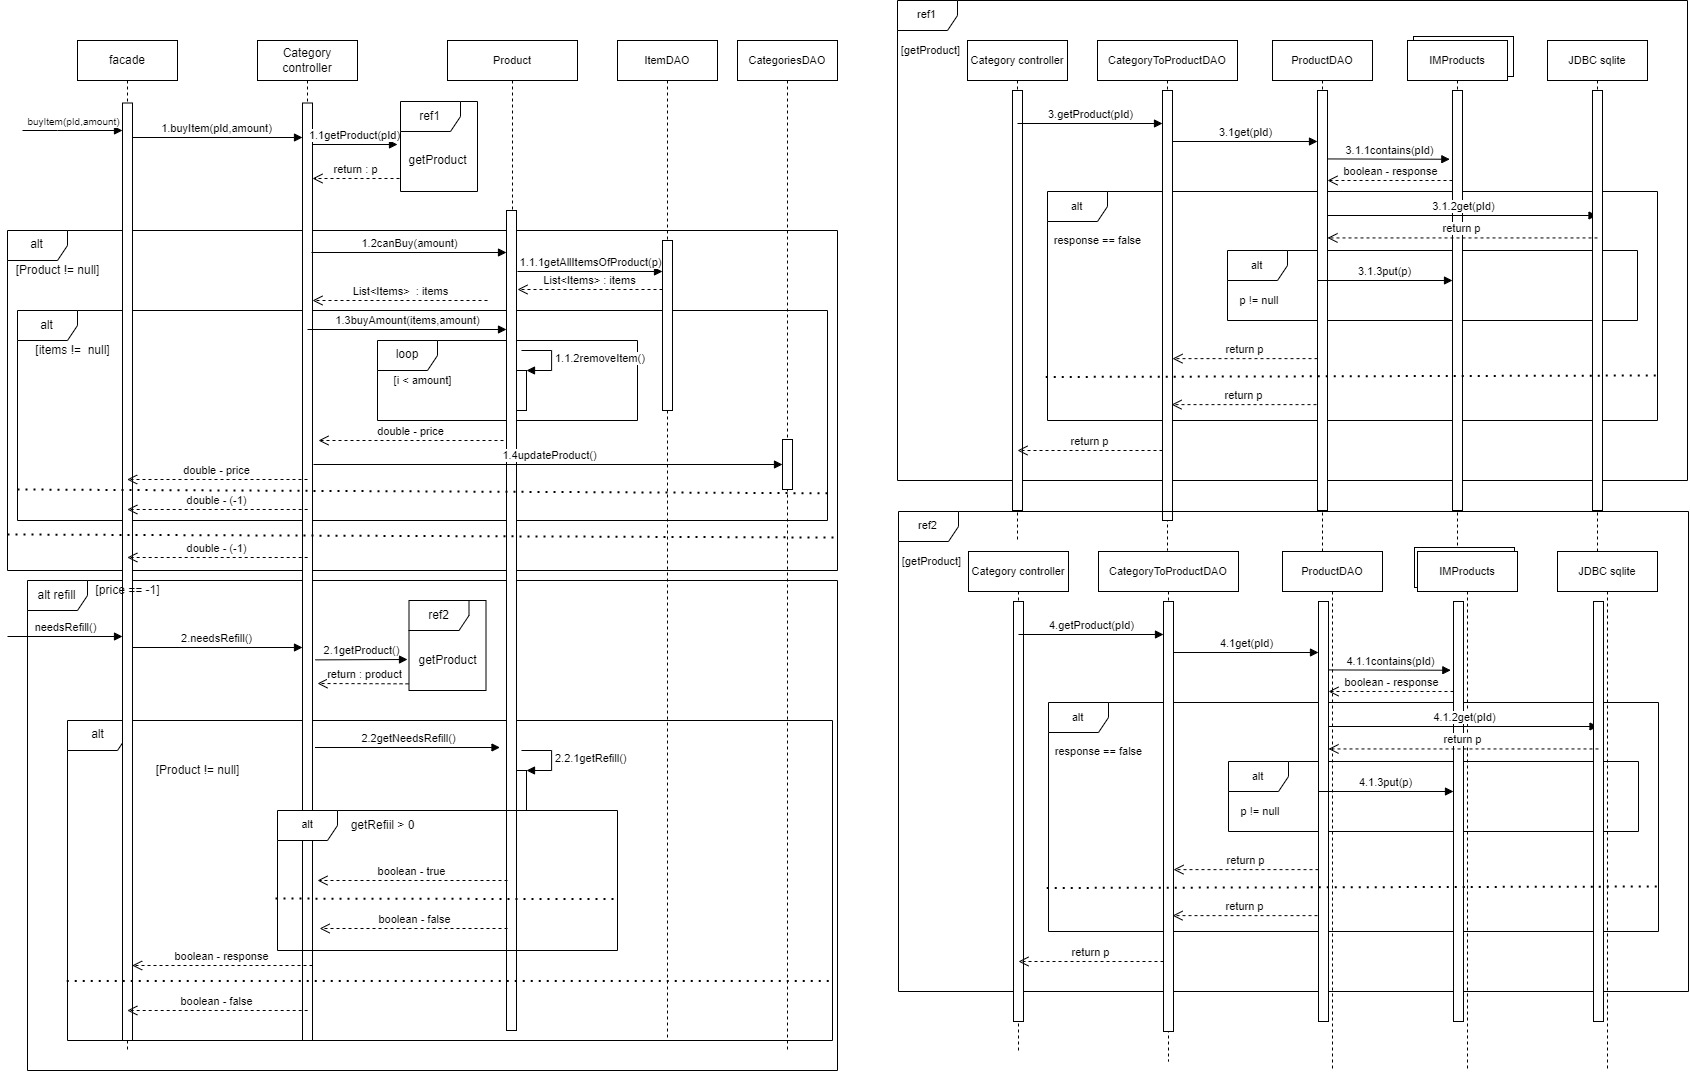 facade
Category
controller
Product
ItemDAO
CategoriesDAO
buyItem(pId,amount)
1.buyItem(pId,amount)
1.1getProduct(pId)
ref1
getProduct
return : p
alt
[Product != null]
1.2canBuy(amount)
1.1.1getAllItemsOfProduct(p)
List<Items> : items
List<Items>  : items
alt
[items !=  null]
1.3buyAmount(items,amount)
loop
[i < amount]
1.1.2removeItem()
double - price
1.4updateProduct()
double - price
double - (-1)
double - (-1)
alt refill
[price == -1]
needsRefill()
2.needsRefill()
2.1getProduct()
ref2
getProduct
return : product
alt
[Product != null]
2.2getNeedsRefill()
2.2.1getRefill()
alt
getRefiil > 0
boolean - true
boolean - false
boolean - response
boolean - false
ref1
[getProduct]
Category controller
CategoryToProductDAO
ProductDAO
IMProducts
JDBC sqlite
3.getProduct(pId)
3.1get(pId)
3.1.1contains(pId)
boolean - response
alt
response == false
3.1.2get(pId)
return p
alt
p != null
3.1.3put(p)
return p
return p
return p
ref2
[getProduct]
Category controller
CategoryToProductDAO
ProductDAO
IMProducts
JDBC sqlite
4.getProduct(pId)
4.1get(pId)
4.1.1contains(pId)
boolean - response
alt
response == false
4.1.2get(pId)
return p
alt
p != null
4.1.3put(p)
return p
return p
return p